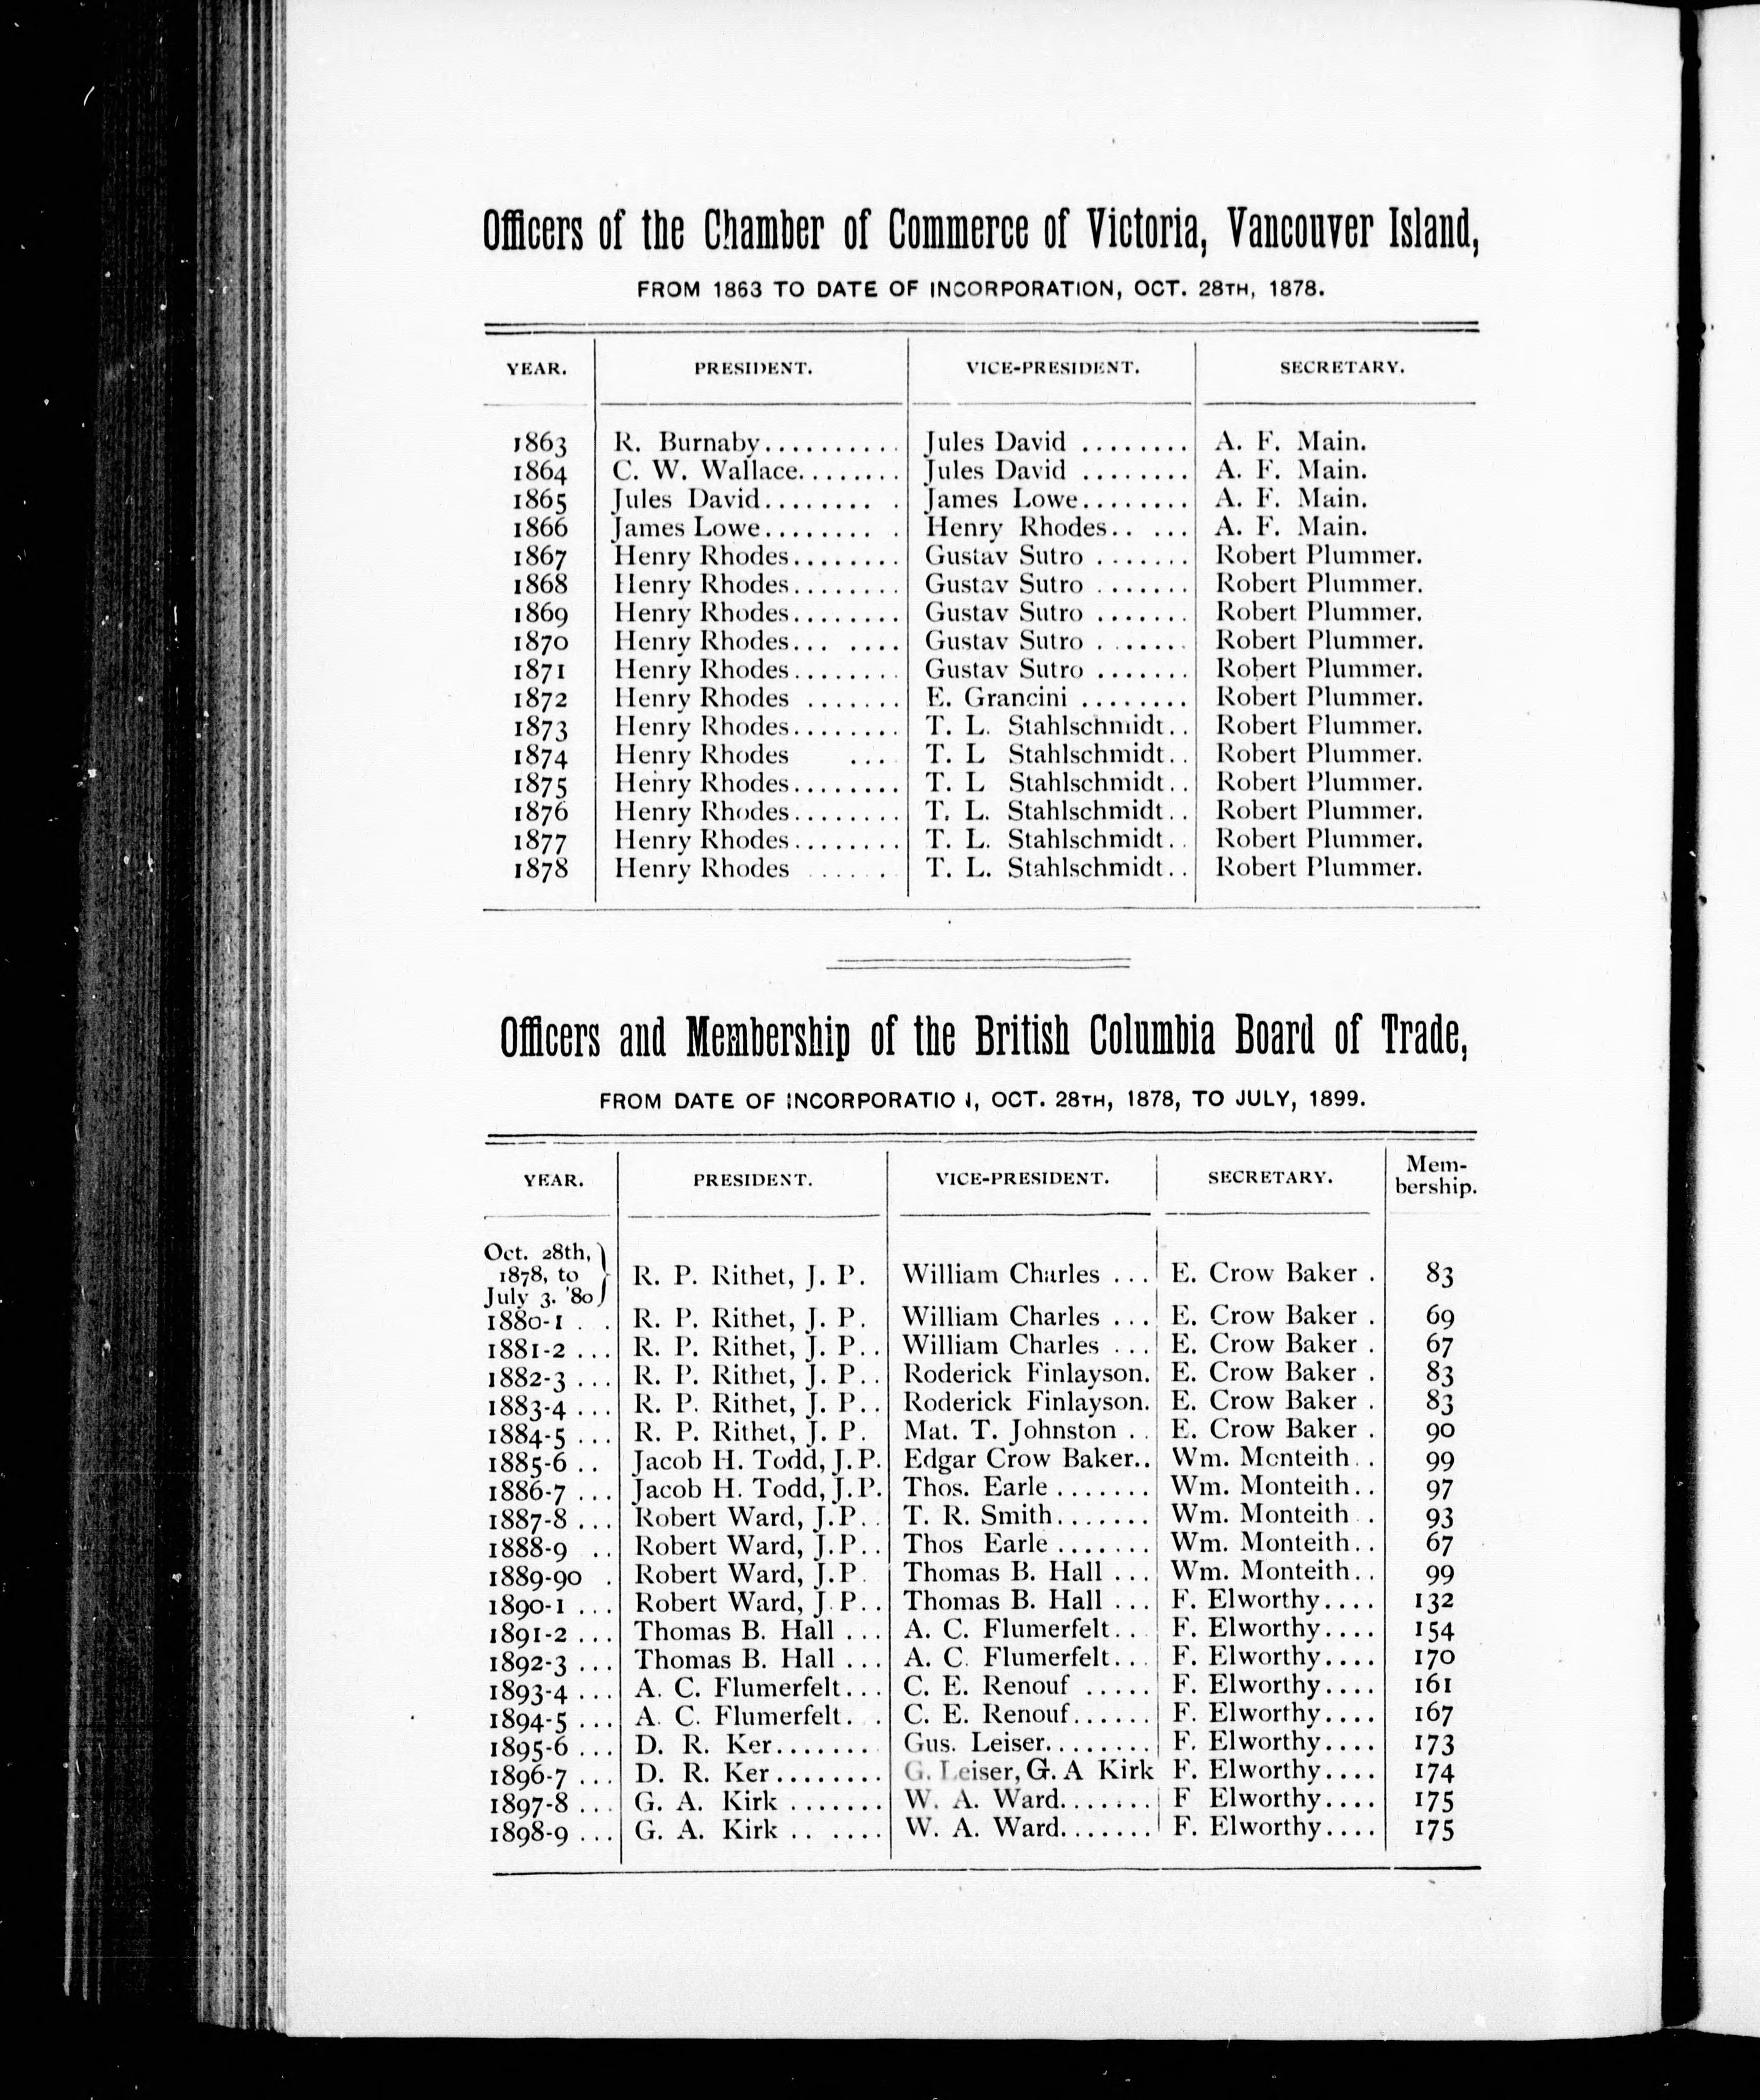 Officers of the Chamber of Commerce of Victoria, Vancouver Island,
FROM 1863 TO DATE OF INCORPORATION, OCT. 28TH, 1878.
YEAR. PRESIDENT. VICE-PRESIDENT. SECRETARY.
1863 R. Burnaby.......... Jules David ........ A. F. Main.
1864 C. W. Wallace........ Jules David ........ A. F. Main.
1865 Jules David........ . James Lowe........ A. F. Main.
1866 James Lowe........ . Henry Rhodes.. ... A. F. Main.
1867 Henry Rhodes........ Gustav Sutro ....... Robert Plummer.
1868 Henry Rhodes........ Gustav Sutro ....... Robert Plummer.
1869 Henry Rhodes........ Gustav Sutro ....... Robert Plummer.
1870 Henry Rhodes... .... Gustav Sutro . ...... Robert Plummer.
1871 Henry Rhodes........ Gustav Sutro ....... Robert Plummer.
1872 Henry Rhodes ....... E. Grancini ........ Robert Plummer.
1873 Henry Rhodes........ T. L. Stahlschmidt.. Robert Plummer.
1874 Henry Rhodes ... T. L Stahlschmidt.. Robert Plummer.
1875 Henry Rhodes........ T. L Stahlschmidt.. Robert Plummer.
1876 Henry Rhodes........ T. L. Stahlschmidt.. Robert Plummer.
1877 Henry Rhodes........ T. L. Stahlschmidt.. Robert Plummer.
1878 Henry Rhodes ...... T. L. Stahlschmidt.. Robert Plummer.
Officers and Membership of the British Columbia Board of Trade,
FROM DATE OF INCORPORATION, OCT. 28TH, 1878, TO JULY, 1899.
YEAR. PRESIDENT. VICE-PRESIDENT. SECRETARY. Mem-
bership.
Oct. 28th,
1878, to R. P. Rithet, J. P. William Charles ... E. Crow Baker . 83
July 3. '80
1880-1 . . R. P. Rithet, J. P. William Charles ... E. Crow Baker . 69
1881-2 ... R. P. Rithet, J. P.. William Charles ... E. Crow Baker . 67
1882-3 ... R. P. Rithet, J. P.. Roderick Finlayson. E. Crow Baker . 83
1883-4 ... R. P. Rithet, J. P.. Roderick Finlayson. E. Crow Baker . 83
1884-5 ... R. P. Rithet, J. P. Mat. T. Johnston . . E. Crow Baker . 90
1885-6 .. Jacob H. Todd, J.P. Edgar Crow Baker.. Wm. Monteith . . 99
1886-7 ... Jacob H. Todd, J.P. Thos. Earle ....... Wm. Monteith.. 97
1887-8 ... Robert Ward, J.P.. T. R. Smith....... Wm. Monteith . . 93
1888-9 .. Robert Ward, J.P.. Thos Earle ....... Wm. Monteith.. 67
1889-90 . Robert Ward, J.P. Thomas B. Hall ... Wm. Monteith.. 99
1890-1 ... Robert Ward, J.P.. Thomas B. Hall ... F. Elworthy.... 132
1891-2 ... Thomas B. Hall ... A. C. Flumerfelt... F. Elworthy.... 154
1892-3 ... Thomas B. Hall ... A. C. Flumerfelt... F. Elworthy.... 170
1893-4 ... A. C. Flumerfelt... C. E. Renouf ..... F. Elworthy.... 161
1894-5 ... A. C. Flumerfelt. . C. E. Renouf...... F. Elworthy.... 167
1895-6 ... D. R. Ker........ Gus. Leiser........ F. Elworthy.... 173
1896-7 ... D. R. Ker........ G. Leiser, G. A Kirk F. Elworthy.... 174
1897-8 ... G. A. Kirk ....... W. A. Ward....... F Elworthy.... 175
1898-9 ... G. A. Kirk .. .... W. A. Ward....... F. Elworthy.... 175